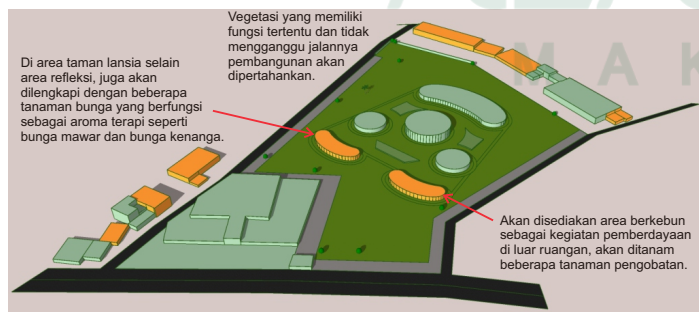 Vegetasi yang memiliki
fungsi tertentu dan tidak
mengganggu jalannya
pembangunan akan
dipertahankan.
Di area taman lansia selain
area refleksi, juga akan
dilengkapi dengan beberapa
tanaman bunga yang berfungsi
sebagai aroma terapi seperti
bunga mawar dan bunga kenanga.
M A K
Akan disediakan area berkebun
sebagai kegiatan pemberdayaan
di luar ruangan, akan ditanam
beberapa tanaman pengobatan.